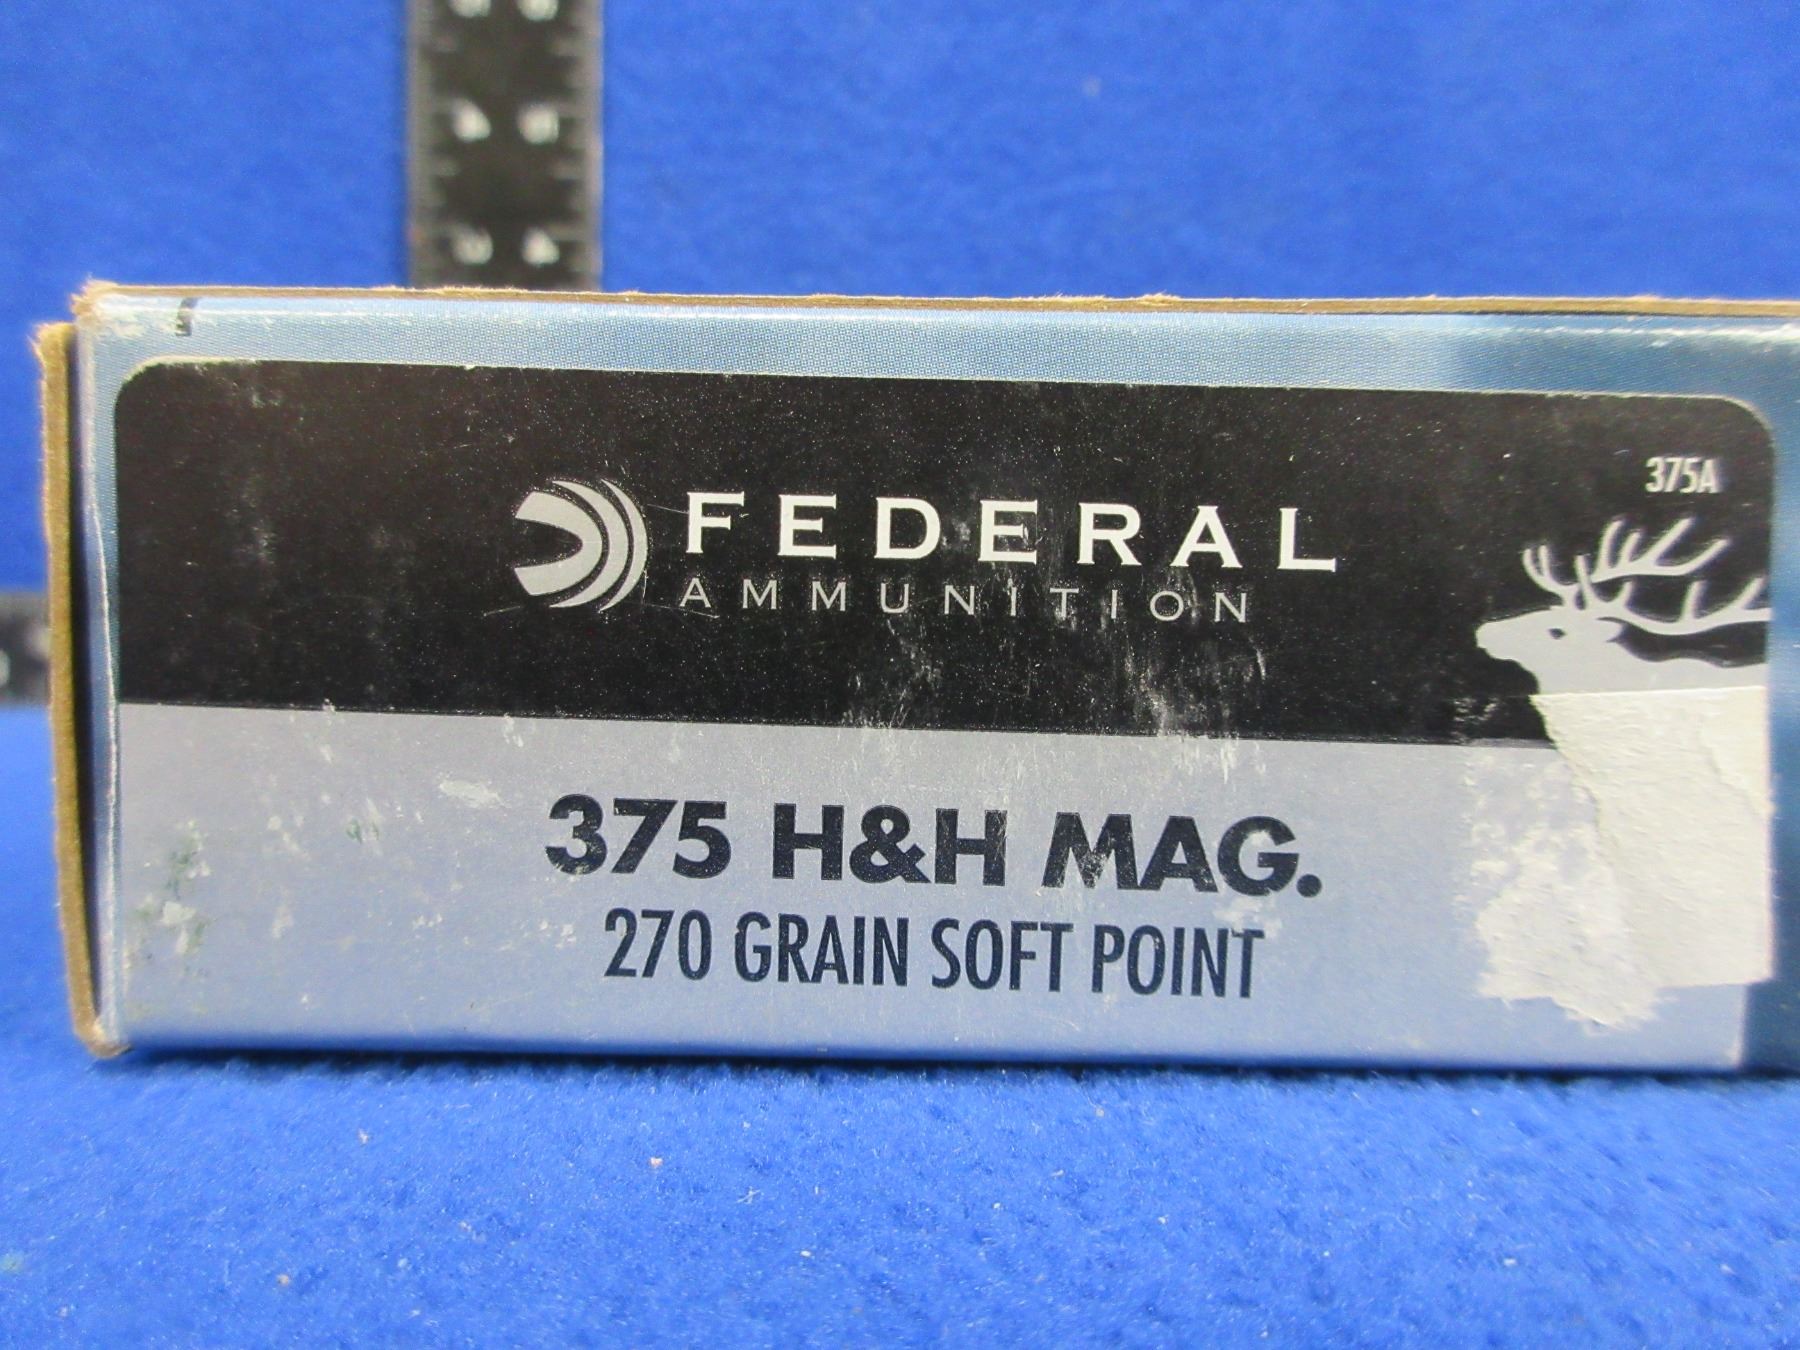 375A
FEDERAL
AMMUNITION
375 H&H MAG.
270 GRAIN SOFT POINT